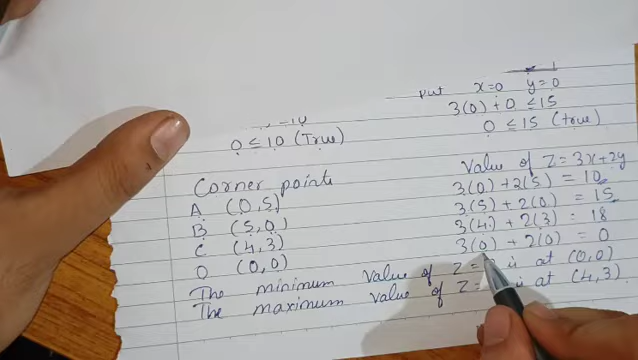 put x=0 y=0
3(0)+0 ≤15
0 ≤ 10 (True)
0 ≤ 15 (true)
Corner points
Value of Z=3x+2y
A (0,5)
3(0)+2(5) = 10
B (5,0)
3(5)+2(0) = 15
C (4,3)
3(4)+2(3) = 18
O (0,0)
3(0)+2(0) = 0
The minimum value of Z= is at (0,0)
The maximum value of Z= is at (4,3).